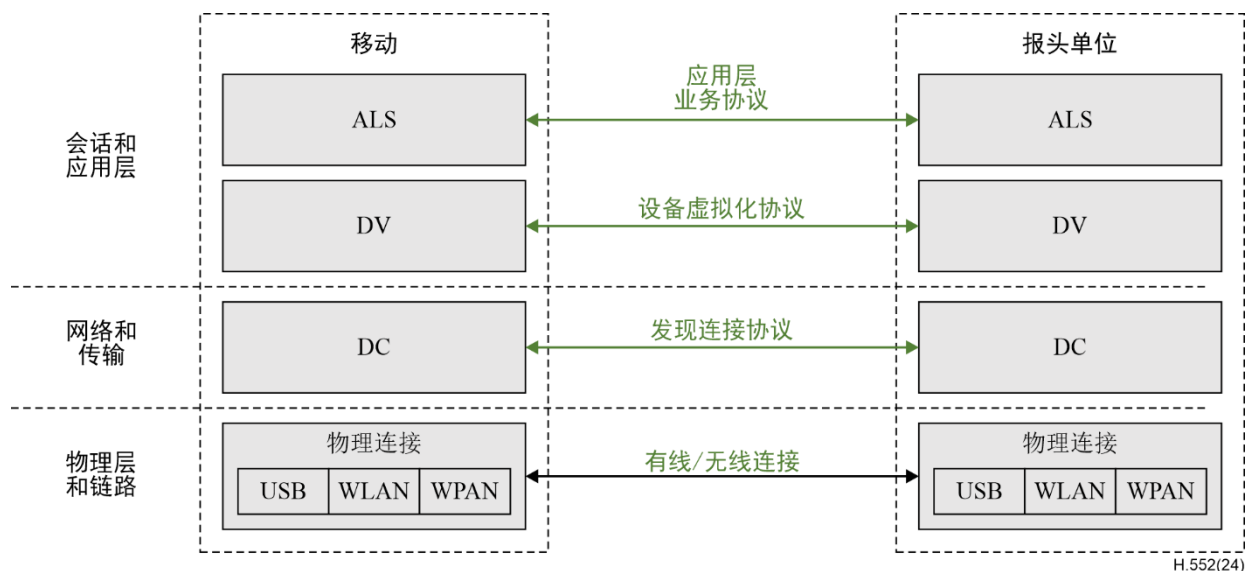 移动
报头单位
会话和
应用层
ALS
应用层
业务协议
ALS
DV
设备虚拟化协议
DV
网络和
传输
DC
发现连接协议
DC
物理层
和链路
物理连接
USB
WLAN
WPAN
有线/无线连接
物理连接
USB
WLAN
WPAN
H.552(24)